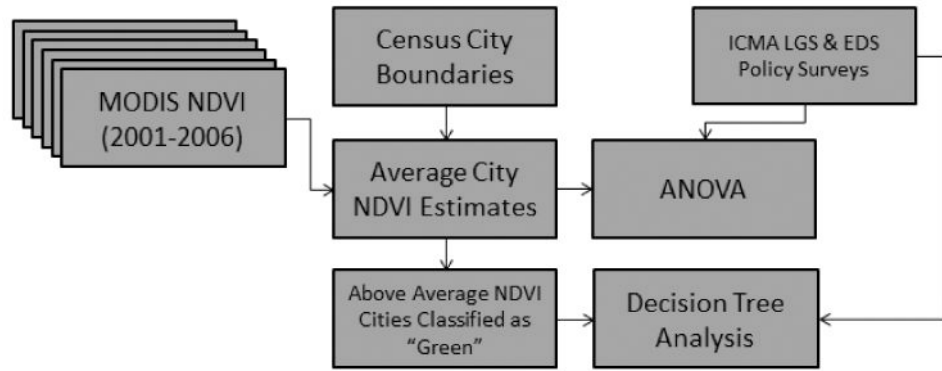 MODIS NDVI
(2001-2006)
Census City
Boundaries
ICMA LGS & EDS
Policy Surveys
Average City
NDVI Estimates
ANOVA
Above Average NDVI
Cities Classified as
“Green”
Decision Tree
Analysis